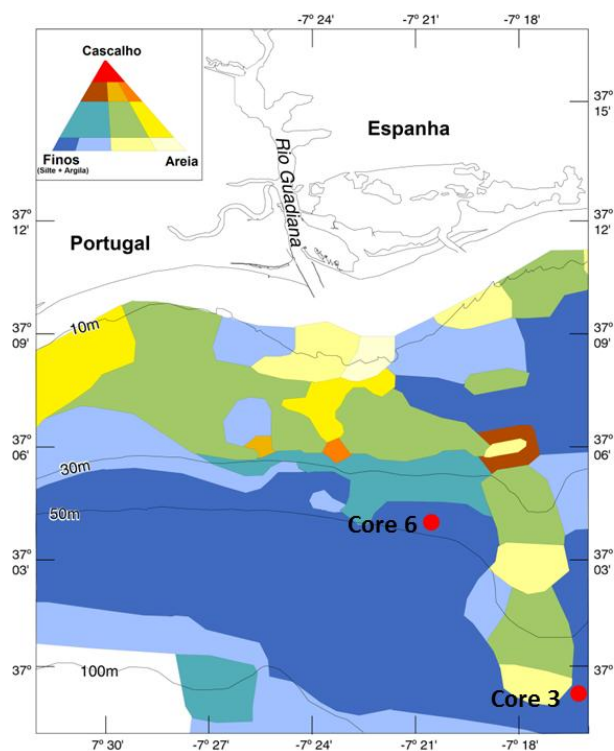 -7º 24'
-7º 21'
-7º 18'
Cascalho
Finos
(Silte + Argila)
Areia
Espanha
Rio Guadiana
Portugal
37º
15'
37º
12'
37º
12'
10m
37º
09'
37º
09'
37º
06'
37º
06'
30m
50m
Core 6
37º
03'
37º
03'
37º
100m
37º
Core 3
-7º 30'
-7º 27'
-7º 24'
-7º 21'
-7º 18'